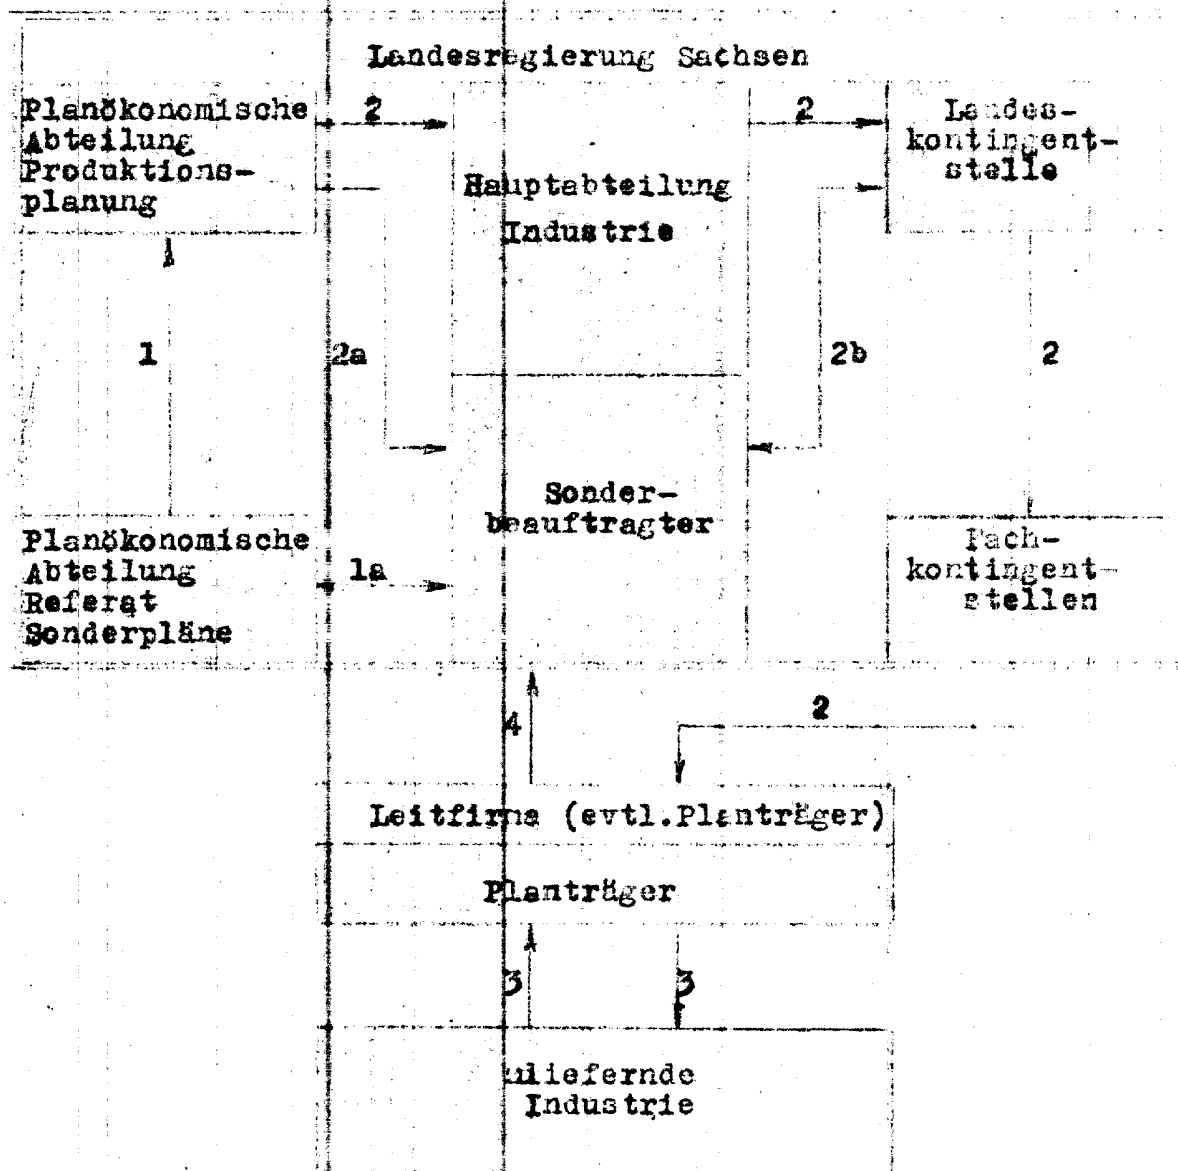 Landesregierung Sachsen
Planökonomische
Abteilung
Produktions-
planung
2
Hauptabteilung
Industrie
2
Landes-
kontingent-
stelle
1
2a
2b
2
Planökonomische
Abteilung
Referat
Sonderpläne
1a
Sonder-
beauftragter
Fach-
kontingent-
stellen
4
2
Leitfirma (evtl.Planträger)
Planträger
3
3
uliefernde
Industrie